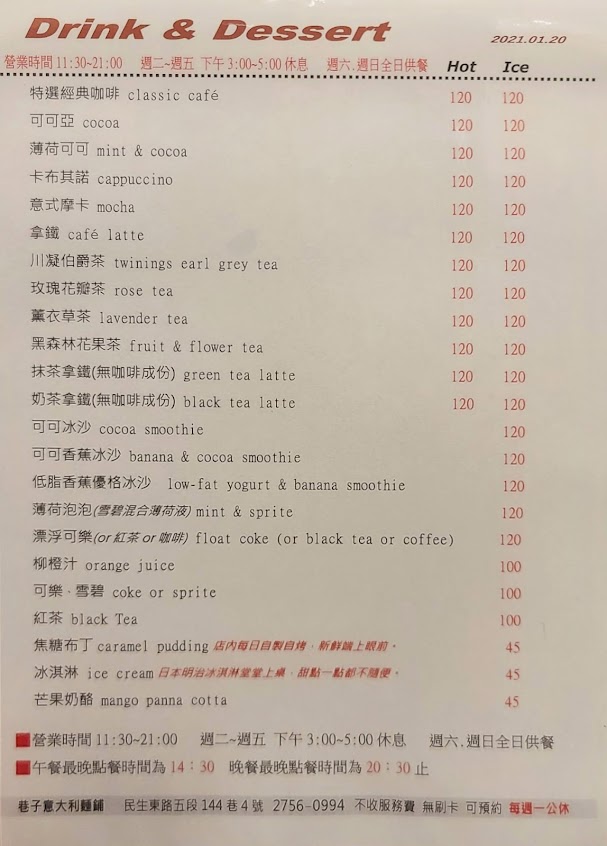 Drink & Dessert
2021.01.20
營業時間 11:30~21:00 週二~週五 下午 3:00~5:00 休息 週六.週日全日供餐 Hot Ice
特選經典咖啡 classic café 120 120
可可亞 cocoa 120 120
薄荷可可 mint & cocoa 120 120
卡布其諾 cappuccino 120 120
意式摩卡 mocha 120 120
拿鐵 café latte 120 120
川凝伯爵茶 twinings earl grey tea 120 120
玫瑰花瓣茶 rose tea 120 120
薰衣草茶 lavender tea 120 120
黑森林花果茶 fruit & flower tea 120 120
抹茶拿鐵(無咖啡成份) green tea latte 120 120
奶茶拿鐵(無咖啡成份) black tea latte 120 120
可可冰沙 cocoa smoothie 120
可可香蕉冰沙 banana & cocoa smoothie 120
低脂香蕉優格冰沙 low-fat yogurt & banana smoothie 120
薄荷泡泡(雪碧混合薄荷液) mint & sprite 120
漂浮可樂(or 紅茶 or 咖啡) float coke (or black tea or coffee) 120
柳橙汁 orange juice 100
可樂.雪碧 coke or sprite 100
紅茶 black Tea 100
焦糖布丁 caramel pudding 店內每日自製自烤，新鮮端上眼前。 45
冰淇淋 ice cream 日本明治冰淇淋堂堂上桌，甜點一點都不隨便。 45
芒果奶酪 mango panna cotta 45
■營業時間 11:30~21:00 週二~週五 下午 3:00~5:00 休息 週六.週日全日供餐
■午餐最晚點餐時間為 14：30 晚餐最晚點餐時間為 20：30 止
巷子意大利麵鋪 民生東路五段 144 巷 4 號 2756-0994 不收服務費 無刷卡 可預約 每週一公休